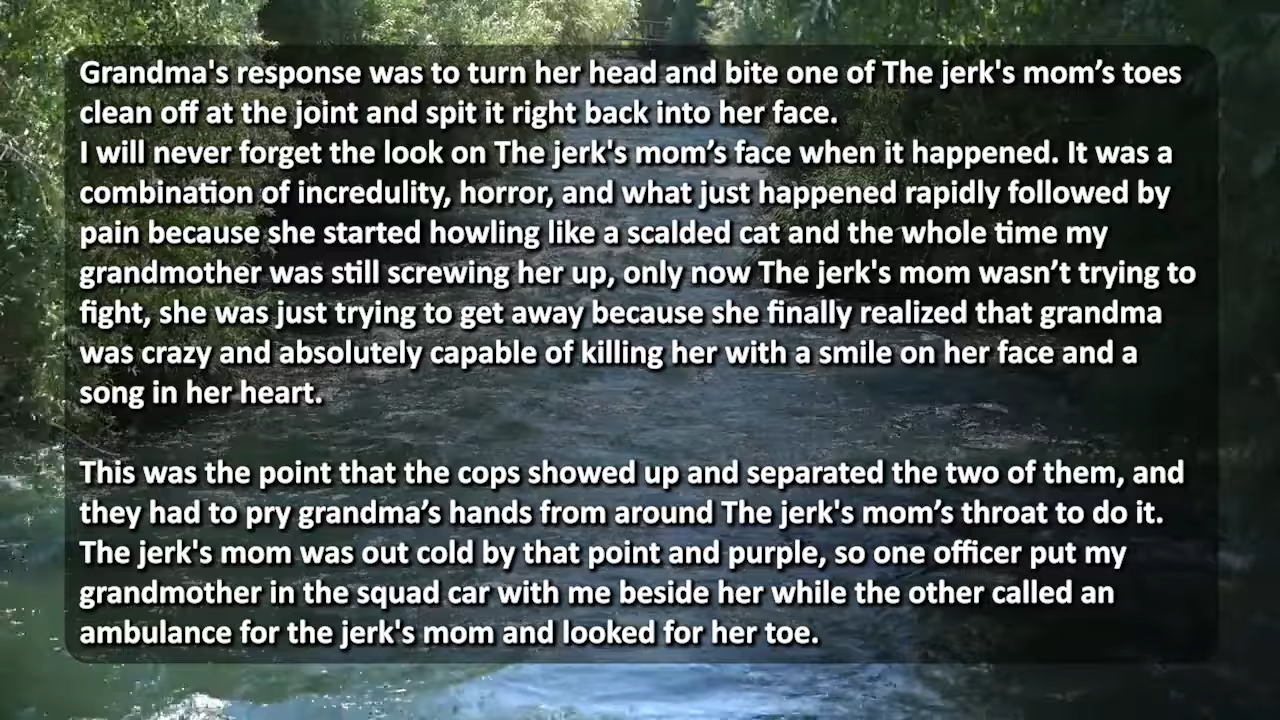 Grandma's response was to turn her head and bite one of The jerk's mom’s toes
clean off at the joint and spit it right back into her face.
I will never forget the look on The jerk's mom’s face when it happened. It was a
combination of incredulity, horror, and what just happened rapidly followed by
pain because she started howling like a scalded cat and the whole time my
grandmother was still screwing her up, only now The jerk's mom wasn’t trying to
fight, she was just trying to get away because she finally realized that grandma
was crazy and absolutely capable of killing her with a smile on her face and a
song in her heart.
This was the point that the cops showed up and separated the two of them, and
they had to pry grandma’s hands from around The jerk's mom’s throat to do it.
The jerk's mom was out cold by that point and purple, so one officer put my
grandmother in the squad car with me beside her while the other called an
ambulance for the jerk's mom and looked for her toe.